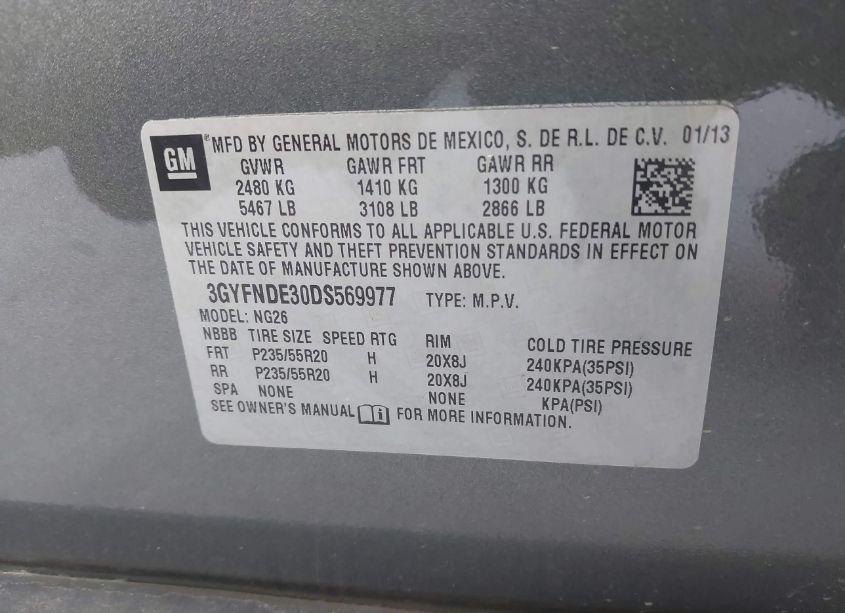 GM ® MFD BY GENERAL MOTORS DE MEXICO, S. DE R.L. DE C.V. 01/13
GVWR GAWR FRT GAWR RR
2480 KG 1410 KG 1300 KG
5467 LB 3108 LB 2866 LB
THIS VEHICLE CONFORMS TO ALL APPLICABLE U.S. FEDERAL MOTOR
VEHICLE SAFETY AND THEFT PREVENTION STANDARDS IN EFFECT ON
THE DATE OF MANUFACTURE SHOWN ABOVE.
3GYFNDE30DS569977 TYPE: M.P.V.
MODEL: NG26
NBBB TIRE SIZE SPEED RTG RIM COLD TIRE PRESSURE
FRT P235/55R20 H 20X8J 240KPA(35PSI)
RR P235/55R20 H 20X8J 240KPA(35PSI)
SPA NONE NONE KPA(PSI)
SEE OWNER'S MANUAL i FOR MORE INFORMATION.